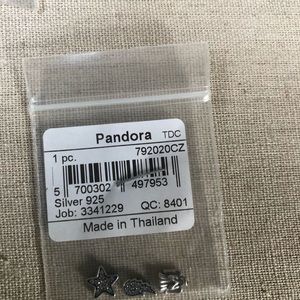 Pandora TDC
1 pc. 792020CZ
5 700302 497953
Silver 925
Job: 3341229 QC: 8401
Made in Thailand